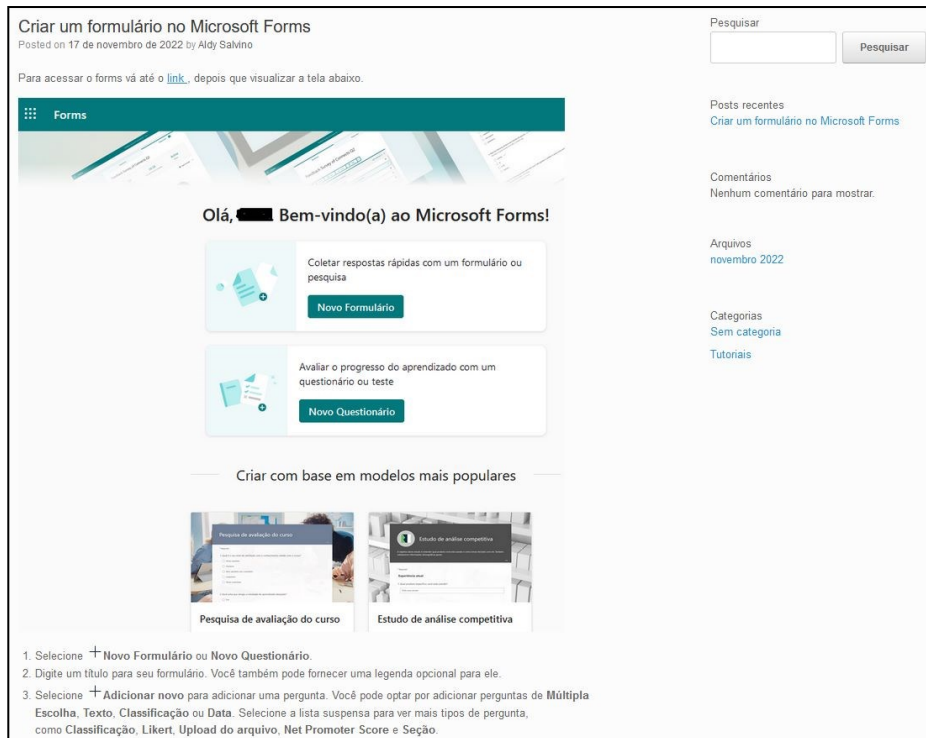 Criar um formulário no Microsoft Forms
Posted on 17 de novembro de 2022 by Aldy Salvino
Para acessar o forms vá até o link , depois que visualizar a tela abaixo.
Forms
Olá, Bem-vindo(a) ao Microsoft Forms!
Coletar respostas rápidas com um formulário ou
pesquisa
Novo Formulário
Avaliar o progresso do aprendizado com um
questionário ou teste
Novo Questionário
Criar com base em modelos mais populares
Pesquisa de avaliação do curso
Estudo de análise competitiva
Pesquisa de avaliação do curso
Estudo de análise competitiva
1. Selecione +Novo Formulário ou Novo Questionário.
2. Digite um título para seu formulário. Você também pode fornecer uma legenda opcional para ele.
3. Selecione +Adicionar novo para adicionar uma pergunta. Você pode optar por adicionar perguntas de Múltipla
Escolha, Texto, Classificação ou Data. Selecione a lista suspensa para ver mais tipos de pergunta,
como Classificação, Likert, Upload do arquivo, Net Promoter Score e Seção.
Pesquisar
Pesquisar
Posts recentes
Criar um formulário no Microsoft Forms
Comentários
Nenhum comentário para mostrar.
Arquivos
novembro 2022
Categorias
Sem categoria
Tutoriais